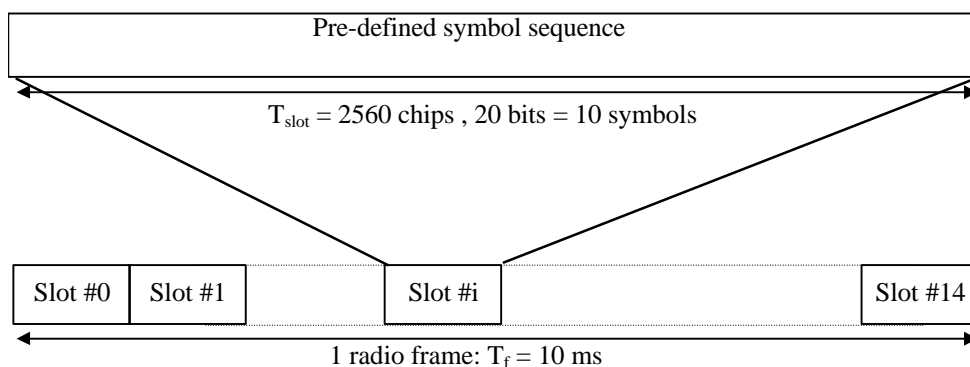 Pre-defined symbol sequence
T_slot = 2560 chips , 20 bits = 10 symbols
Slot #0 Slot #1 Slot #i Slot #14
1 radio frame: T_f = 10 ms